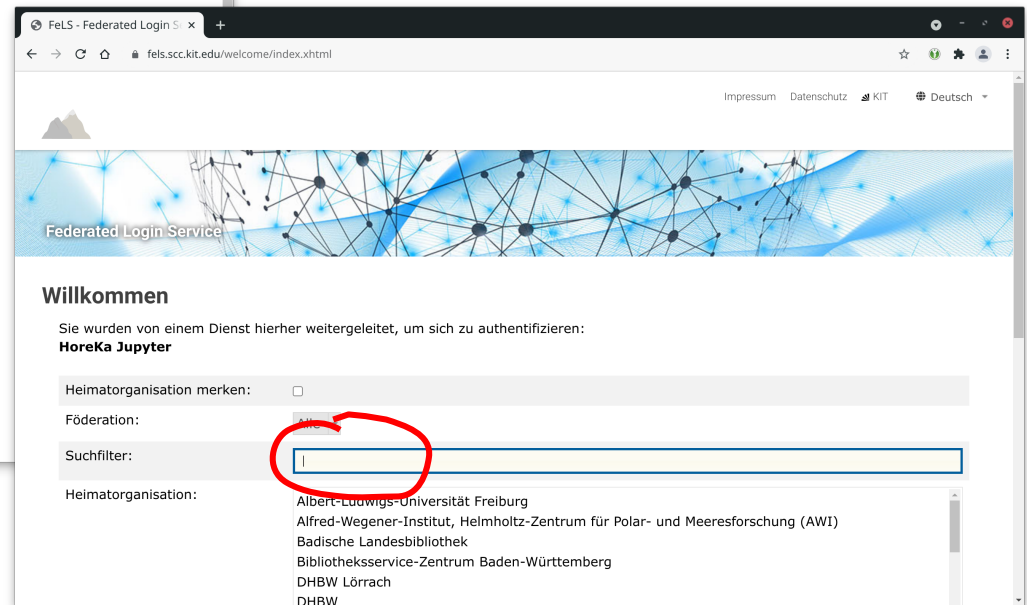 FeLS - Federated Login S
fels.scc.kit.edu/welcome/index.xhtml
Impressum Datenschutz KIT Deutsch
Federated Login Service
Willkommen
Sie wurden von einem Dienst hierher weitergeleitet, um sich zu authentifizieren:
HoreKa Jupyter
Heimatorganisation merken:
Föderation: Alle
Suchfilter:
Heimatorganisation:
Albert-Ludwigs-Universität Freiburg
Alfred-Wegener-Institut, Helmholtz-Zentrum für Polar- und Meeresforschung (AWI)
Badische Landesbibliothek
Bibliotheksservice-Zentrum Baden-Württemberg
DHBW Lörrach
DHBW